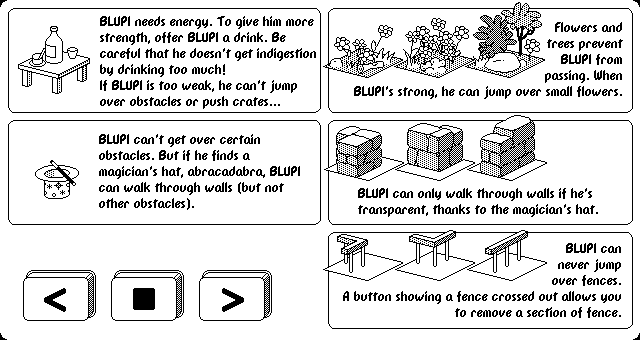 BLUPI needs energy. To give him more
strength, offer BLUPI a drink. Be
careful that he doesn't get indigestion
by drinking too much!
If BLUPI is too weak, he can't jump
over obstacles or push crates...
Flowers and
trees prevent
BLUPI from
passing. When
BLUPI's strong, he can jump over small flowers.
BLUPI can't get over certain
obstacles. But if he finds a
magician's hat, abracadabra, BLUPI
can walk through walls (but not
other obstacles).
BLUPI can only walk through walls if he's
transparent, thanks to the magician's hat.
BLUPI can
never jump
over fences.
A button showing a fence crossed out allows you
to remove a section of fence.
< ■ >